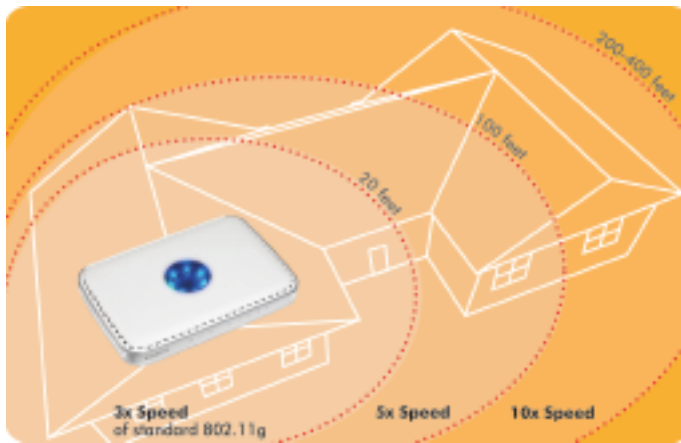 200-400 feet
100 feet
20 feet
3x Speed
of standard 802.11g
5x Speed
10x Speed